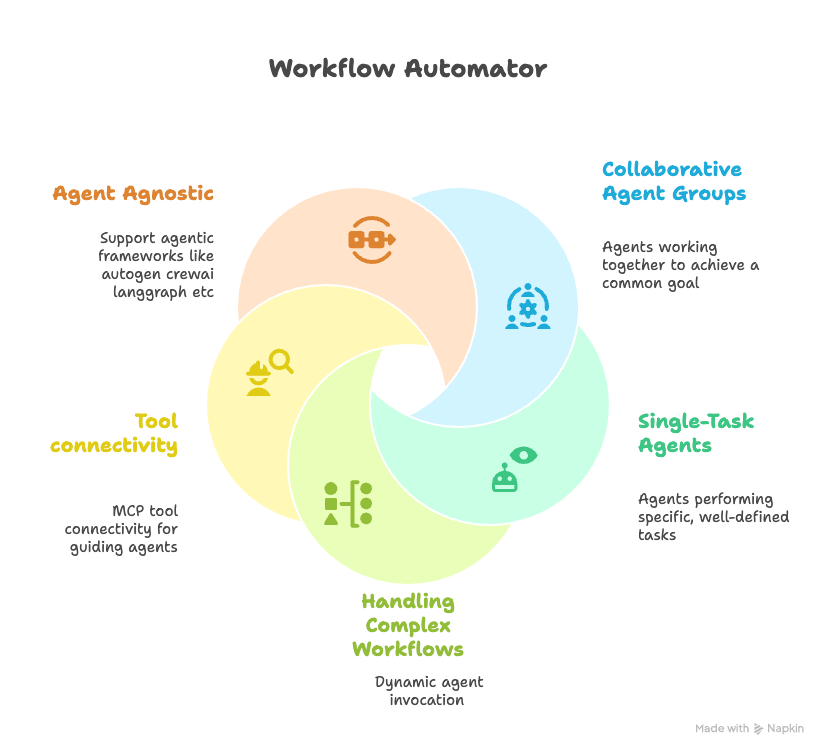 Workflow Automator
Agent Agnostic
Support agentic
frameworks like
autogen crewai
langgraph etc
Collaborative
Agent Groups
Agents working
together to achieve a
common goal
Tool
connectivity
MCP tool
connectivity for
guiding agents
Single-Task
Agents
Agents performing
specific, well-defined
tasks
Handling
Complex
Workflows
Dynamic agent
invocation
Made with Napkin